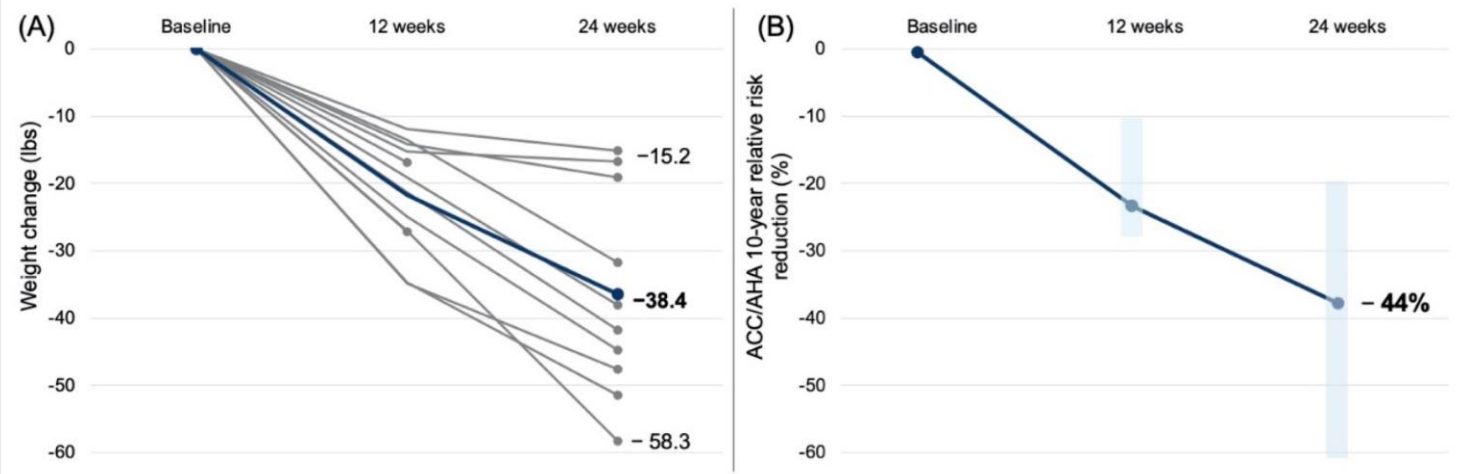 (A)
Baseline 12 weeks 24 weeks
Weight change (lbs)
0
-10
-20
-30
-40
-50
-60
−15.2
−38.4
− 58.3
(B)
Baseline 12 weeks 24 weeks
ACC/AHA 10-year relative risk
reduction (%)
0
-10
-20
-30
-40
-50
-60
− 44%